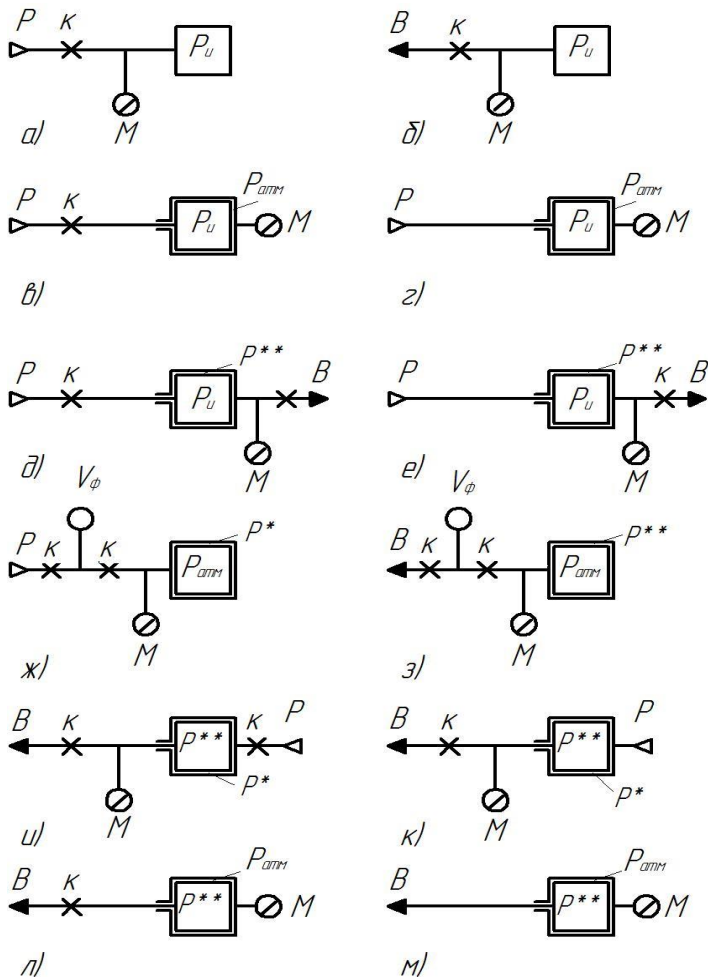 P К Pи М а)
В К Pи М б)
P К Pи Pатм М в)
P Pи Pатм М г)
P К Pи P** В М д)
P Pи P** К В М е)
P К Vф К Pатм P* М ж)
В К Vф К Pатм P** М з)
В К М P** P* К P и)
В К М P** P* P к)
В К P** Pатм М л)
В P** Pатм М м)